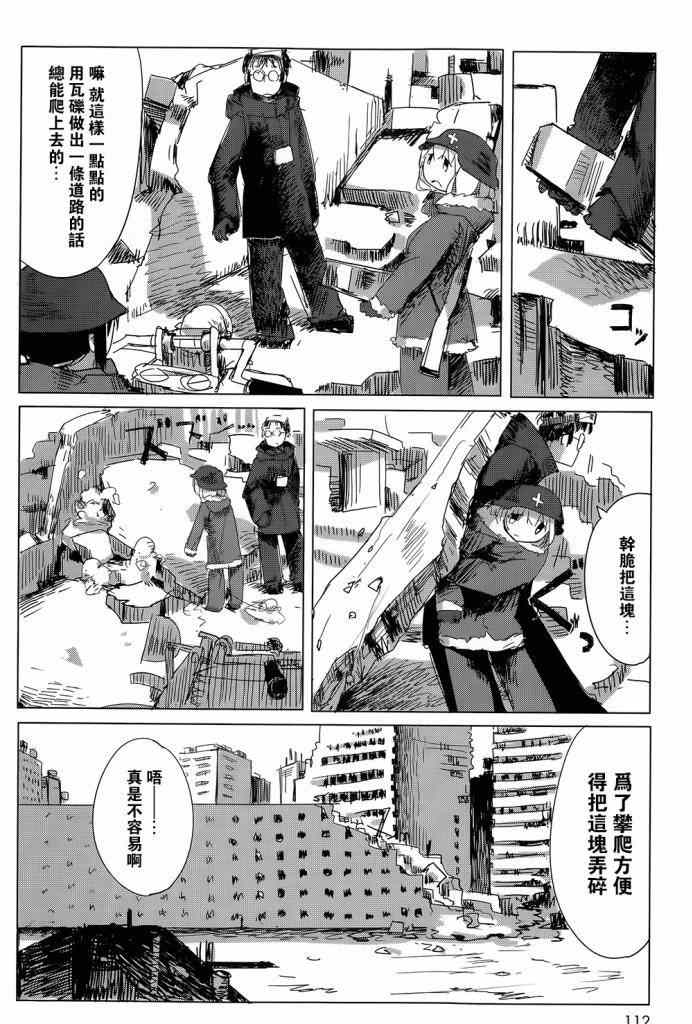 コッ
嘛 就這樣一點點的
用瓦礫做出一條道路的話
總能爬上去的…
幹脆把這塊…
爲了攀爬方便
得把這塊弄碎
唔——…
真是不容易啊
112